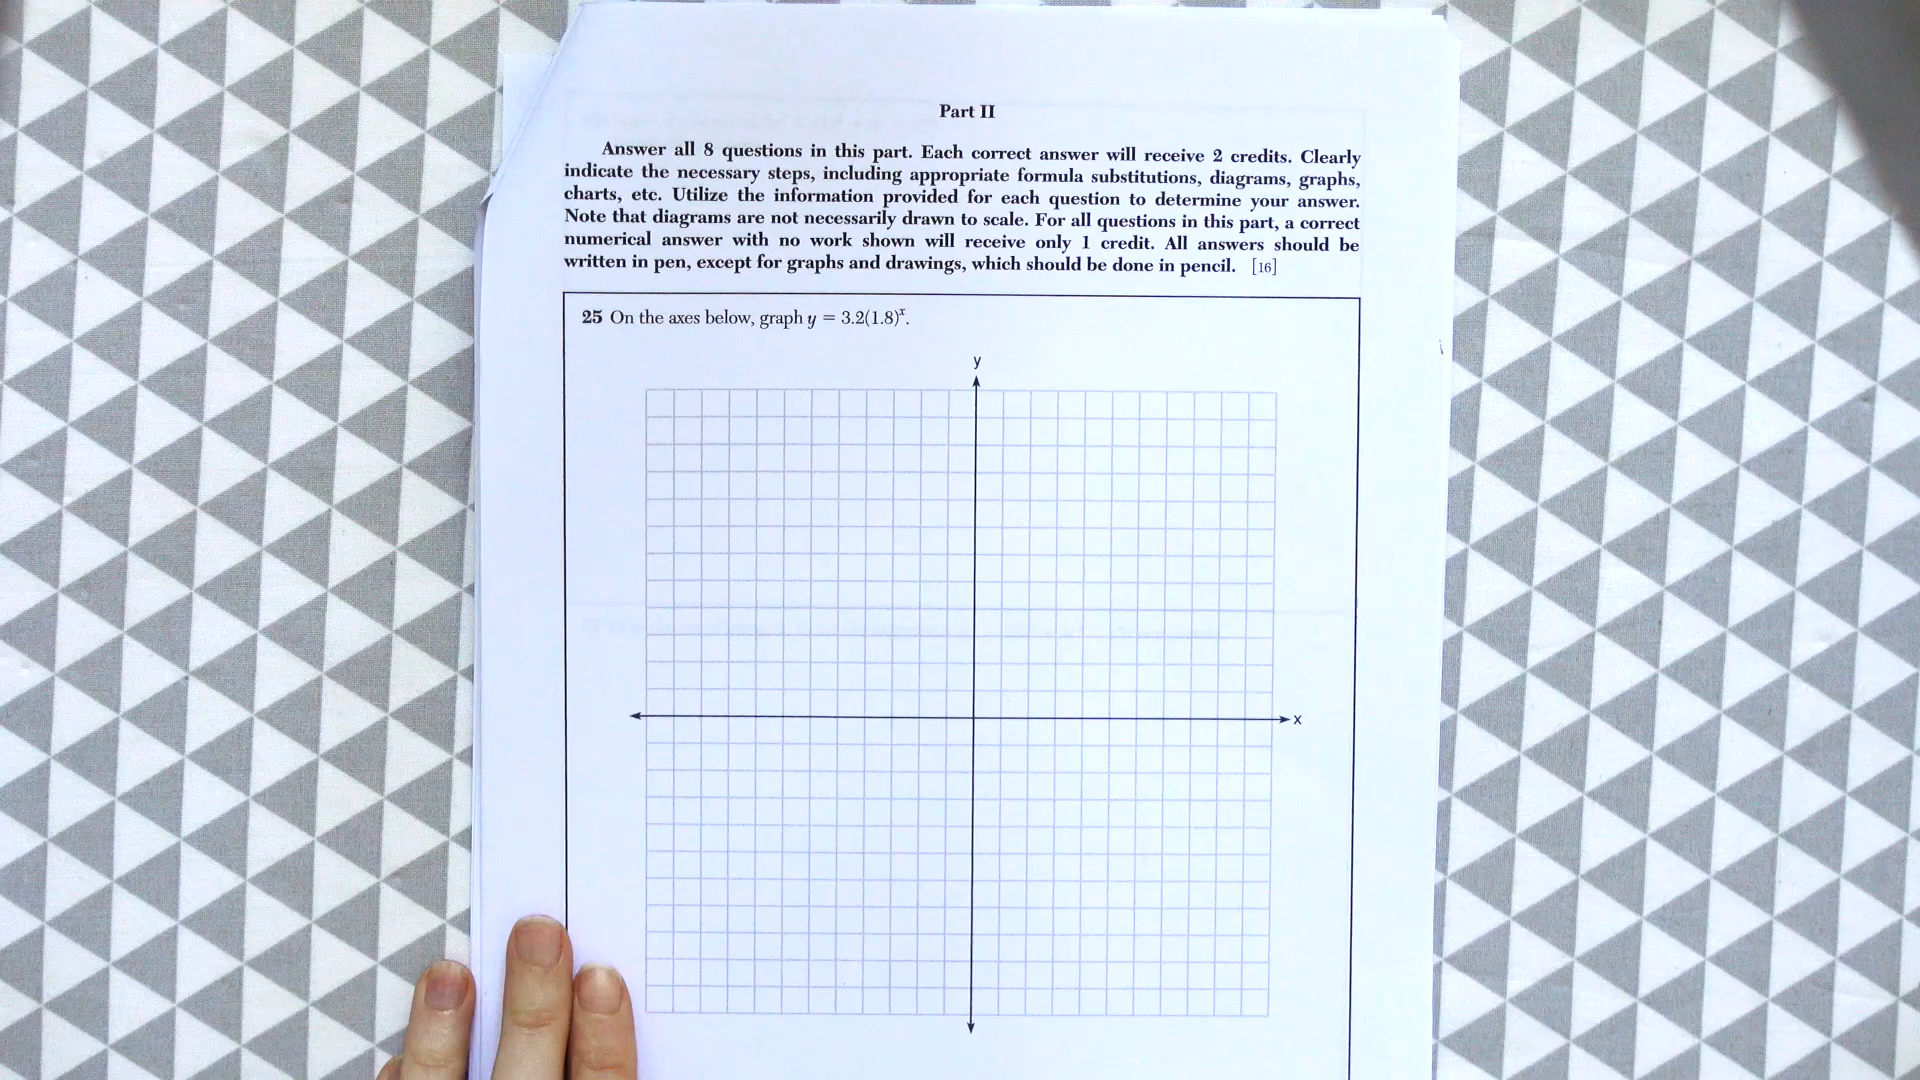 Part II
Answer all 8 questions in this part. Each correct answer will receive 2 credits. Clearly
indicate the necessary steps, including appropriate formula substitutions, diagrams, graphs,
charts, etc. Utilize the information provided for each question to determine your answer.
Note that diagrams are not necessarily drawn to scale. For all questions in this part, a correct
numerical answer with no work shown will receive only 1 credit. All answers should be
written in pen, except for graphs and drawings, which should be done in pencil. [16]
25 On the axes below, graph y = 3.2(1.8)ˣ.
y
x